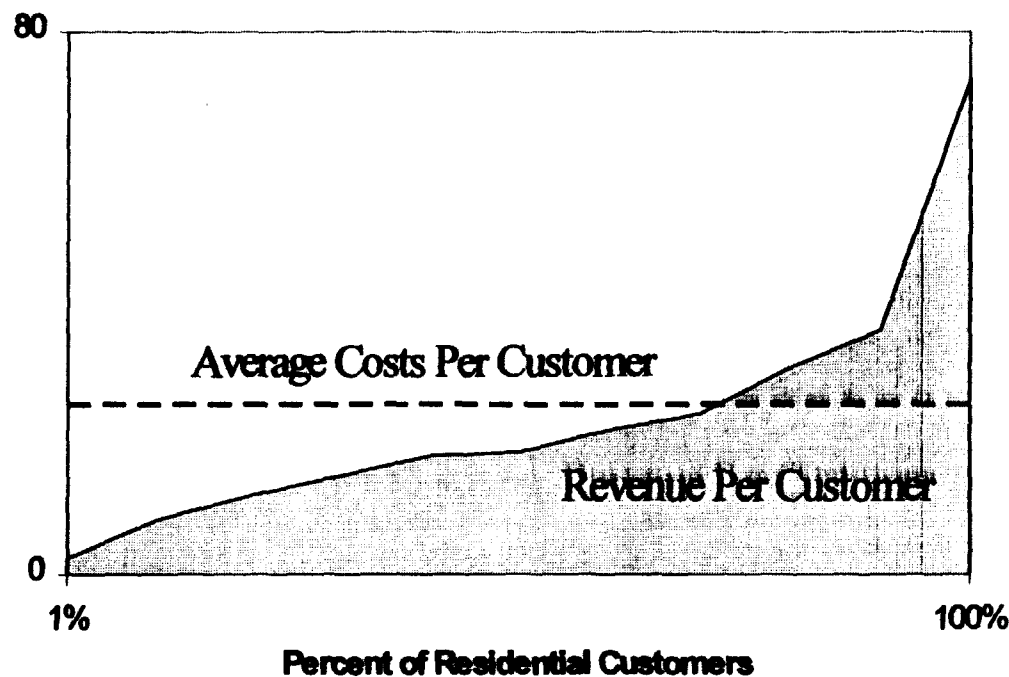 80
Average Costs Per Customer
Revenue Per Customer
0
1%
100%
Percent of Residential Customers